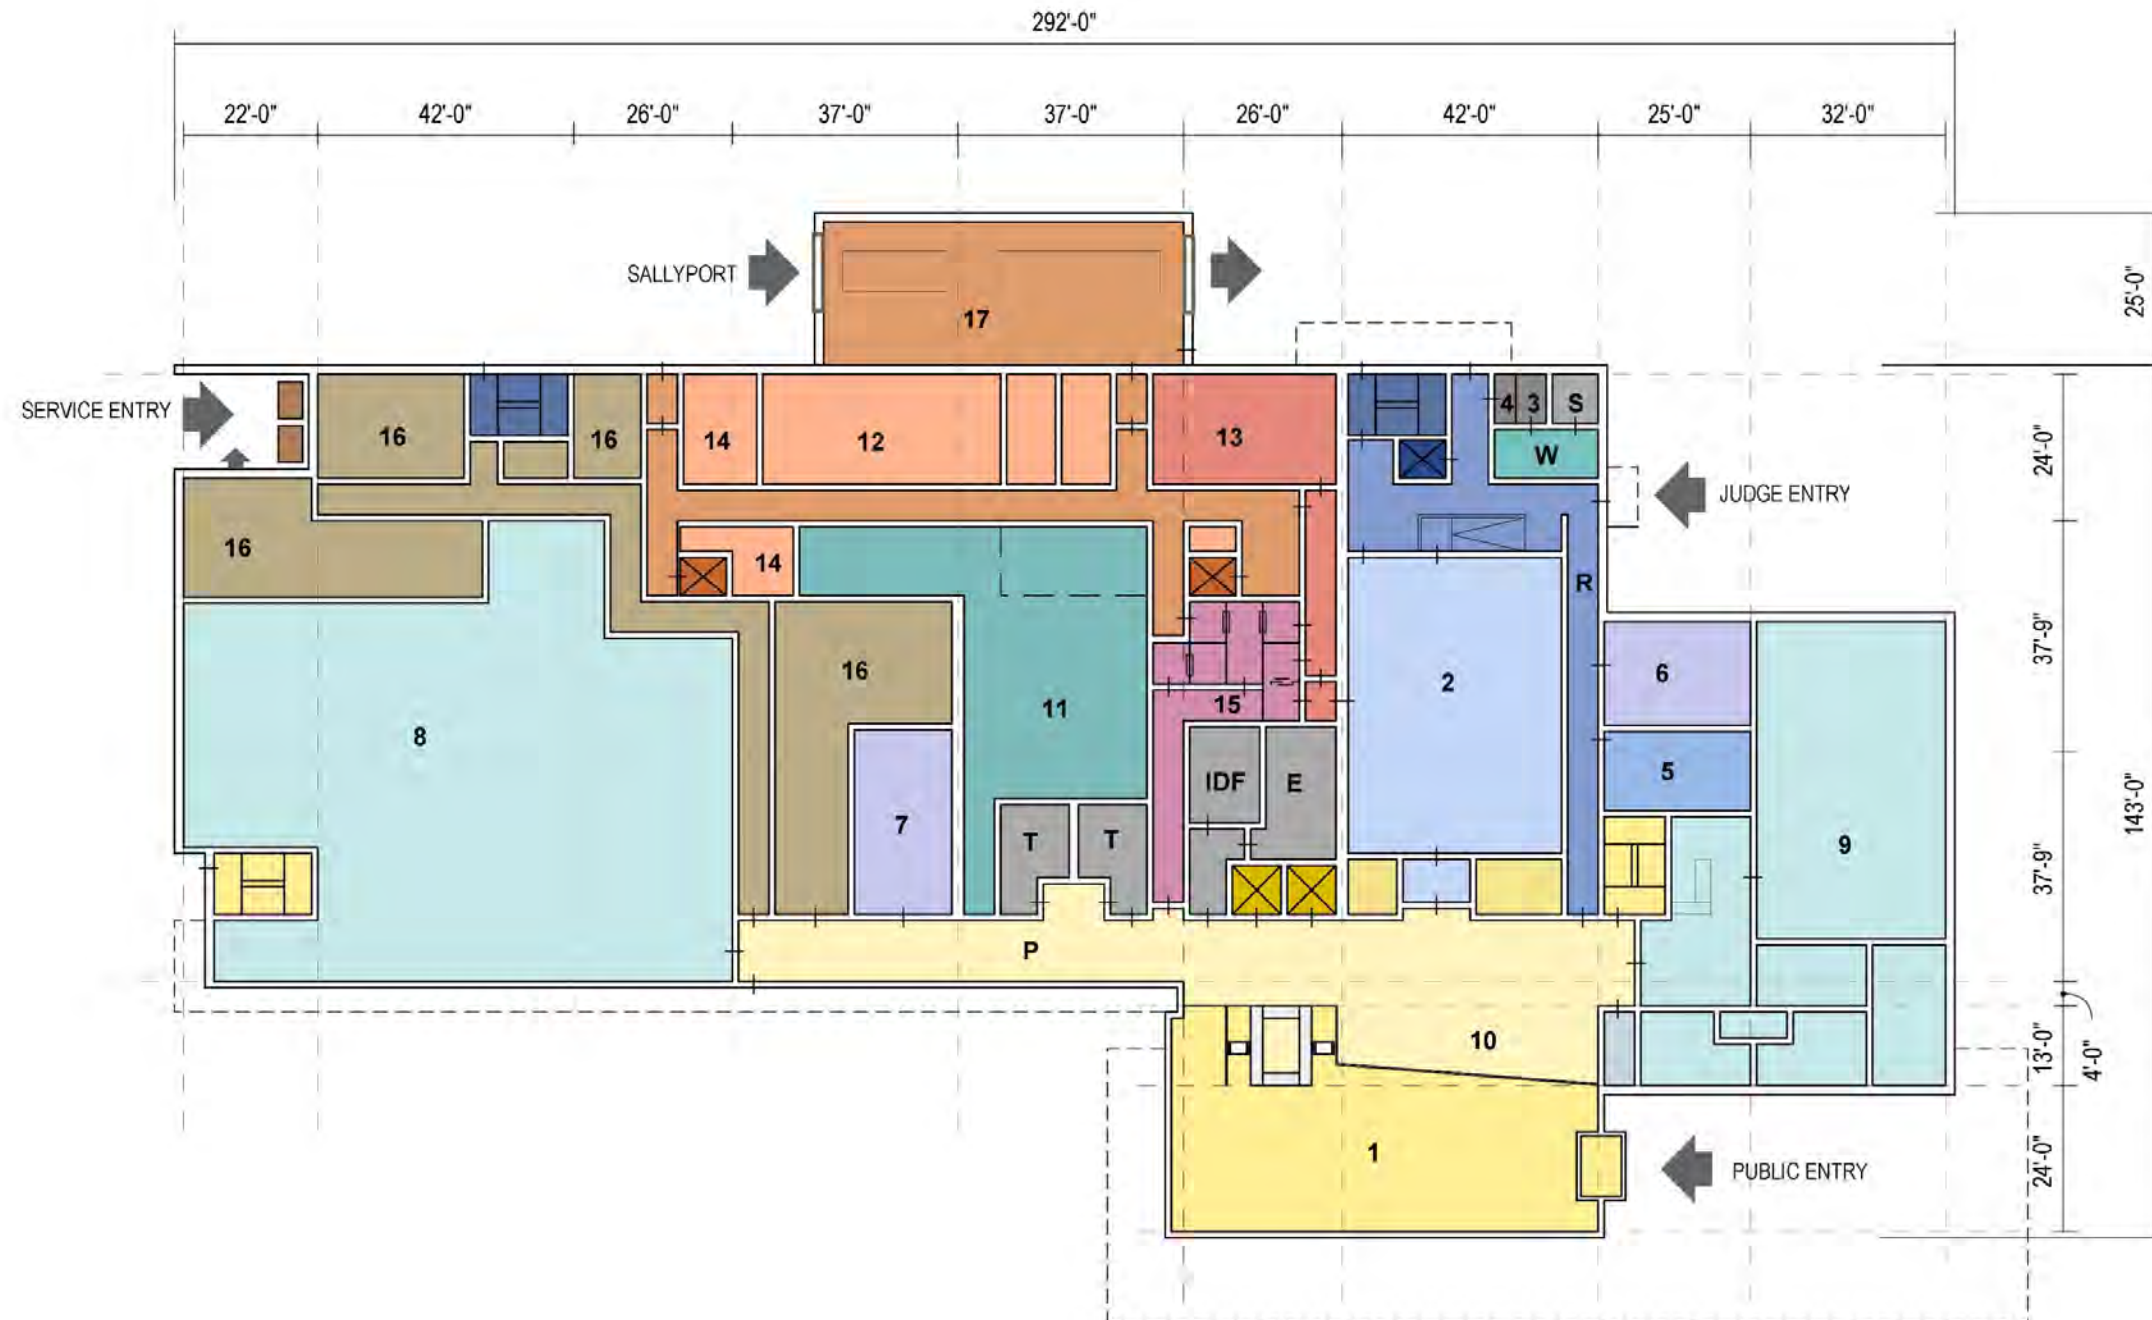 292'-0"
22'-0" 42'-0" 26'-0" 37'-0" 37'-0" 26'-0" 42'-0" 25'-0" 32'-0"
SALLYPORT
17
25'-0"
SERVICE ENTRY
16 16 14 12 13 4 3 S
W
24'-0"
JUDGE ENTRY
16 14 R
37'-9"
16 15 11 2 6
5
8
IDF E
7 T T
9
143'-0"
37'-9"
P
10
13'-0"
4'-0"
1
24'-0"
PUBLIC ENTRY